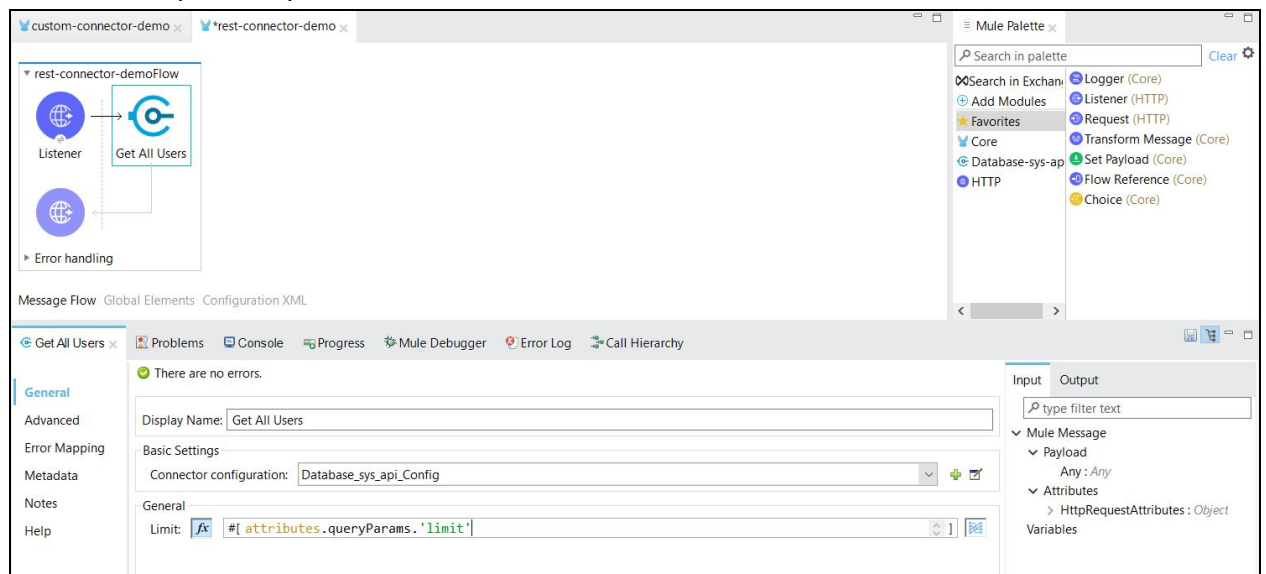 custom-connector-demo
*rest-connector-demo
rest-connector-demoFlow
Listener
Get All Users
Error handling
Message Flow Global Elements Configuration XML
Mule Palette
Search in palette
Clear
Search in Exchan
Add Modules
Favorites
Core
Database-sys-ap
HTTP
Logger (Core)
Listener (HTTP)
Request (HTTP)
Transform Message (Core)
Set Payload (Core)
Flow Reference (Core)
Choice (Core)
Get All Users Problems Console Progress Mule Debugger Error Log Call Hierarchy
General
Advanced
Error Mapping
Metadata
Notes
Help
There are no errors.
Display Name: Get All Users
Basic Settings
Connector configuration: Database_sys_api_Config
General
Limit: fx #[ attributes.queryParams.'limit' ]
Input Output
type filter text
Mule Message
Payload
Any : Any
Attributes
HttpRequestAttributes : Object
Variables